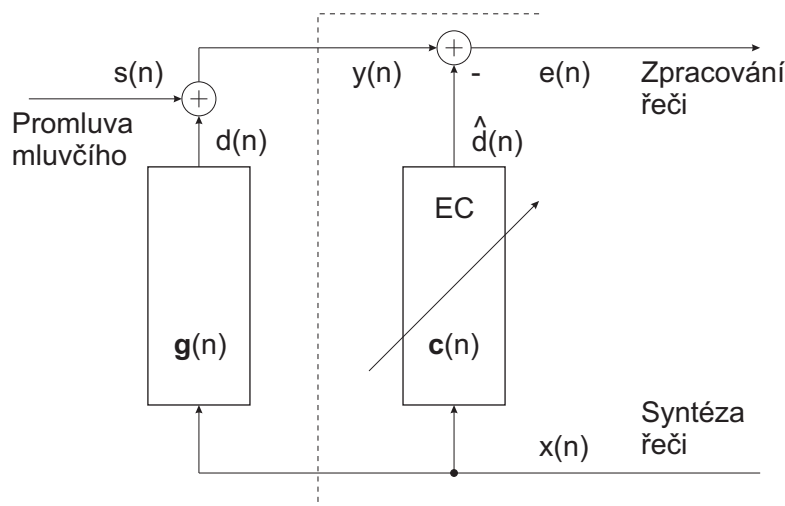 s(n)
y(n)
-
e(n)
Zpracování
řeči
Promluva
mluvčího
d(n)
d̂(n)
EC
g(n)
c(n)
Syntéza
řeči
x(n)